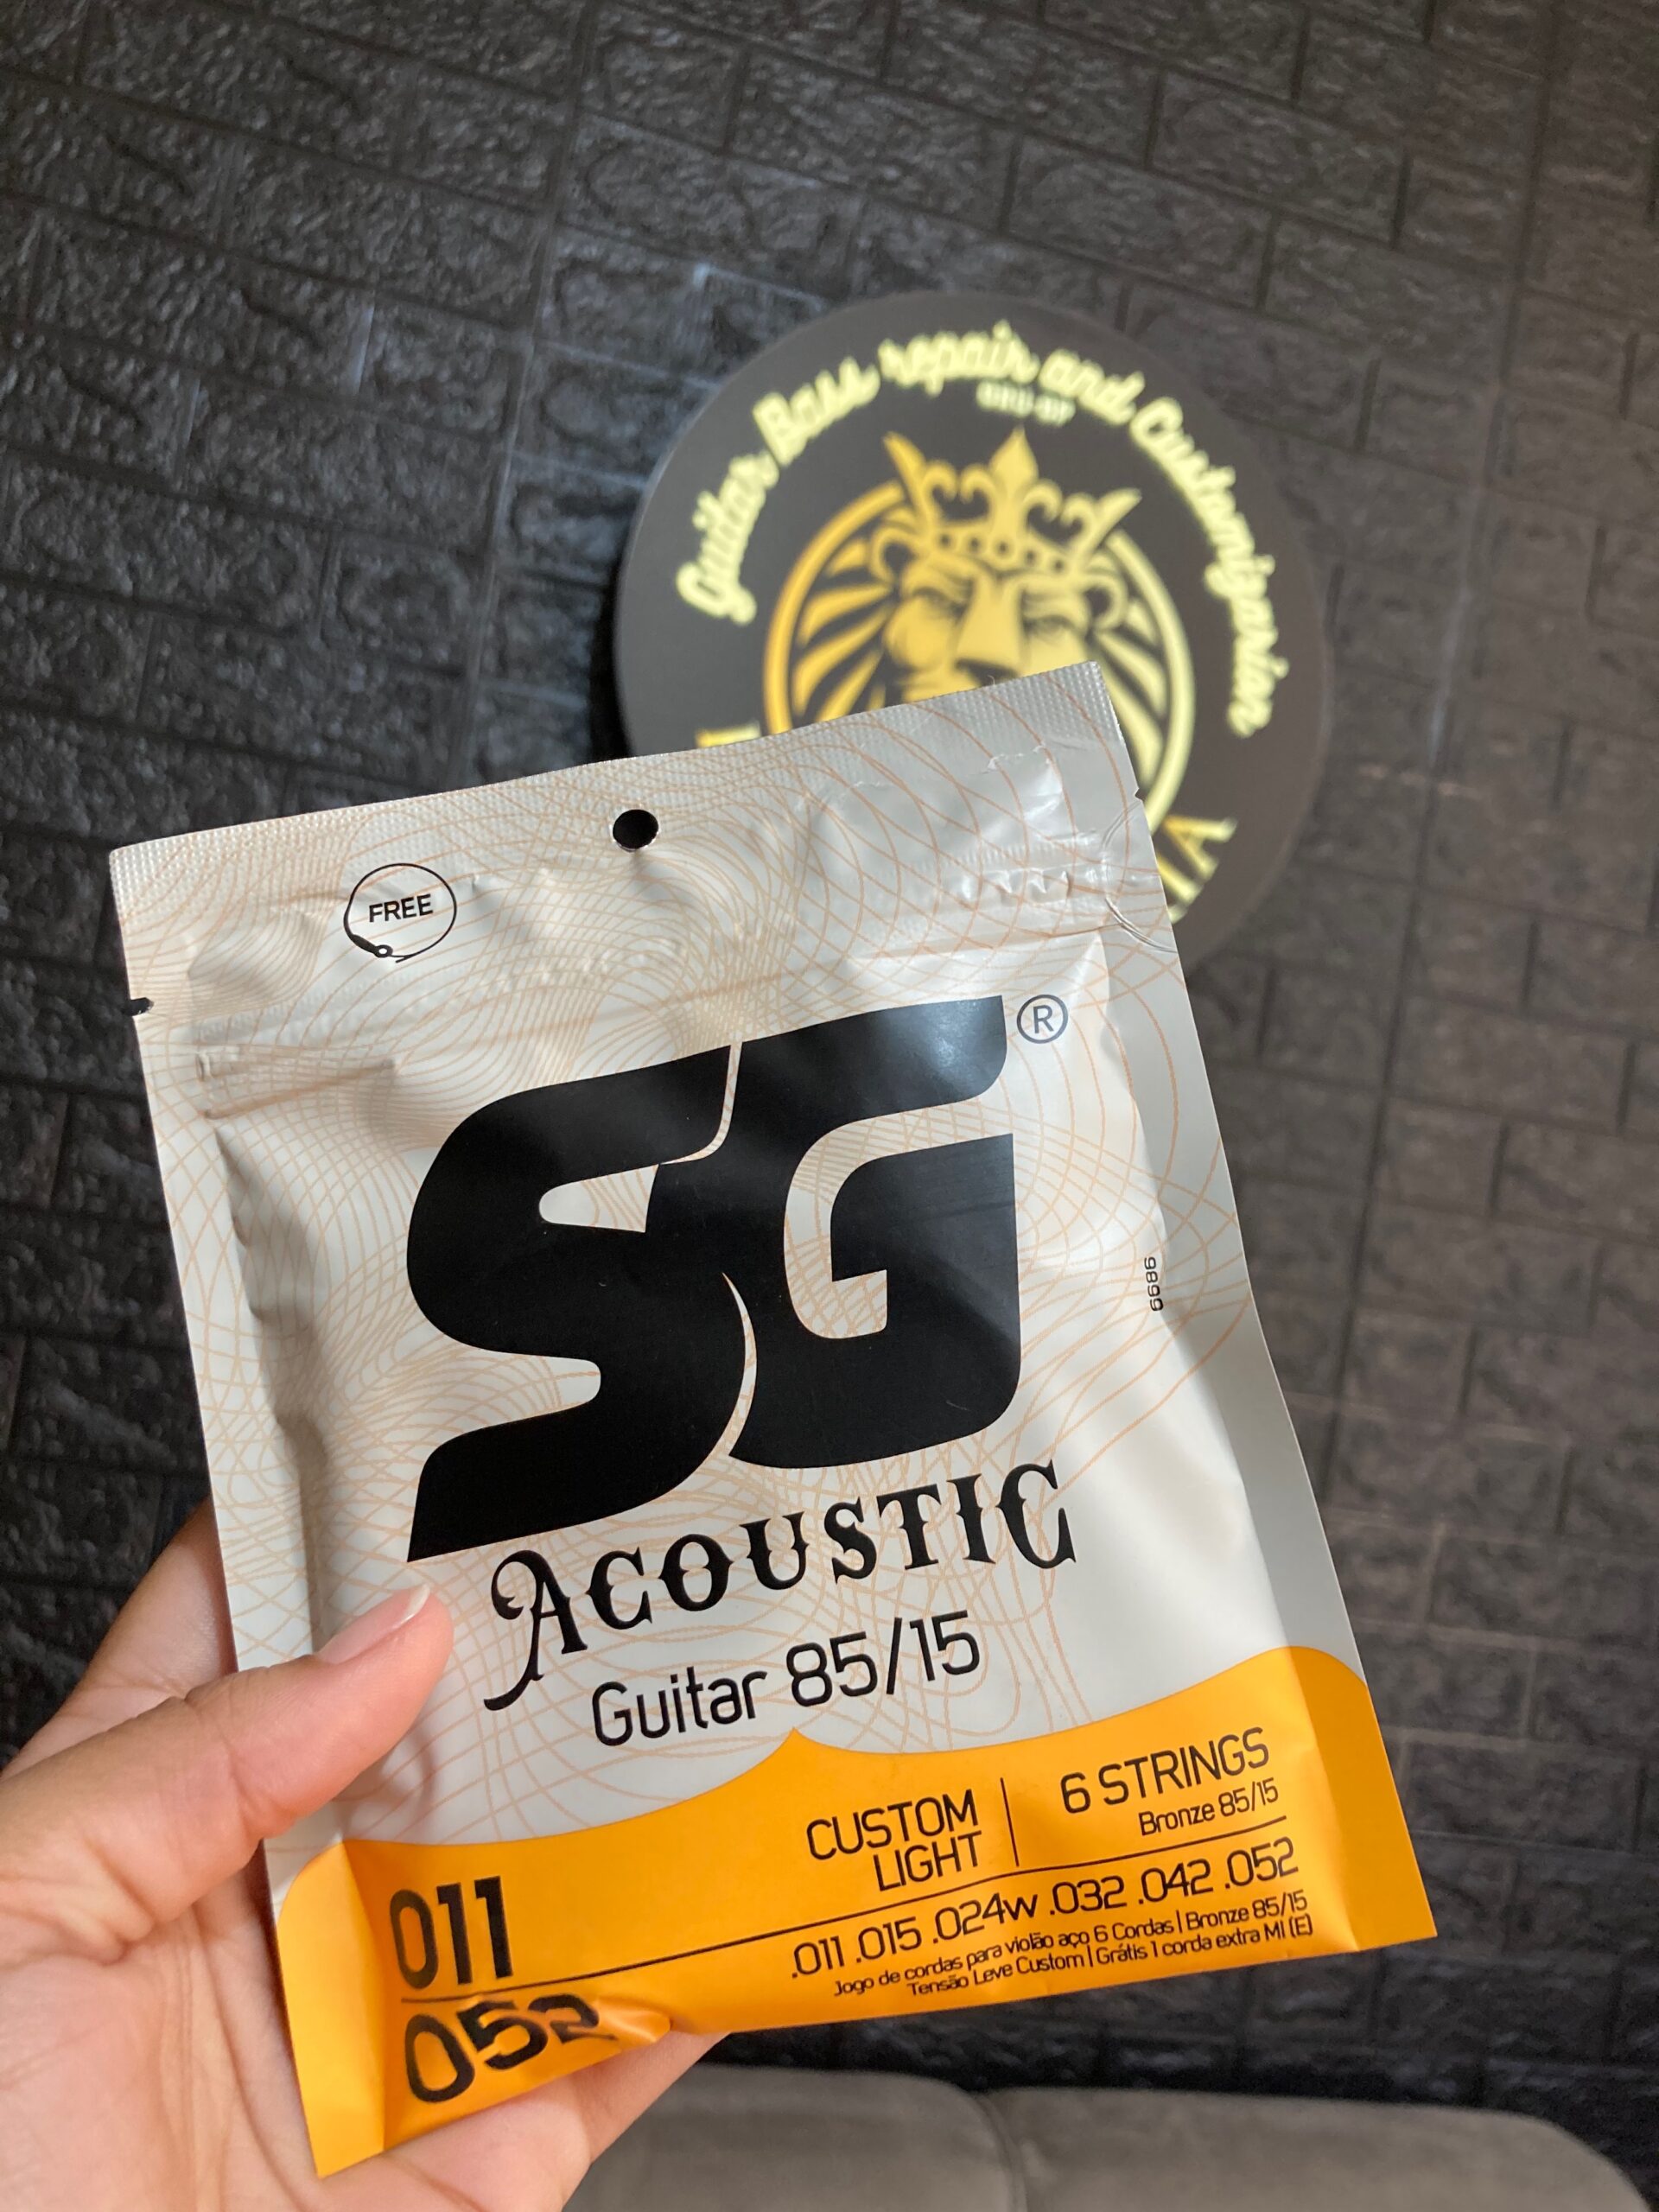 Guitar Bass repair and Customization
FREE
SG®
ACOUSTIC
Guitar 85/15
6686
CUSTOM
LIGHT
6 STRINGS
Bronze 85/15
011
052
.011 .015 .024w .032 .042 .052
Jogo de cordas para violão aço 6 Cordas | Bronze 85/15
Tensão Leve Custom | Grátis 1 corda extra MI (E)